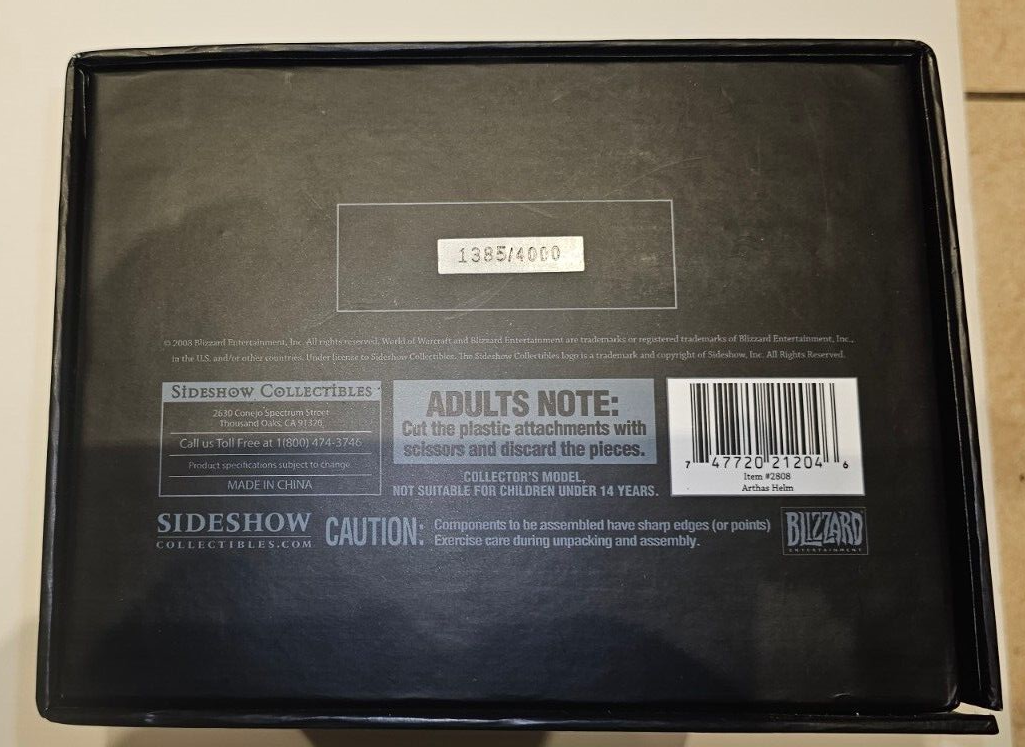 1385/4000
© 2008 Blizzard Entertainment, Inc. All rights reserved, World of Warcraft and Blizzard Entertainment are trademarks or registered trademarks of Blizzard Entertainment, Inc.,
in the U.S. and/or other countries. Under license to Sideshow Collectibles. The Sideshow Collectibles logo is a trademark and copyright of Sideshow, Inc. All Rights Reserved.
SIDESHOW COLLECTIBLES
2630 Conejo Spectrum Street
Thousand Oaks, CA 91320
Call us Toll Free at 1(800) 474-3746
Product specifications subject to change
MADE IN CHINA
ADULTS NOTE:
Cut the plastic attachments with
scissors and discard the pieces.
COLLECTOR'S MODEL,
NOT SUITABLE FOR CHILDREN UNDER 14 YEARS.
7 47720 21204 6
Item #2808
Arthas Helm
SIDESHOW
COLLECTIBLES.COM
CAUTION:
Components to be assembled have sharp edges (or points)
Exercise care during unpacking and assembly.
BLIZZARD
ENTERTAINMENT